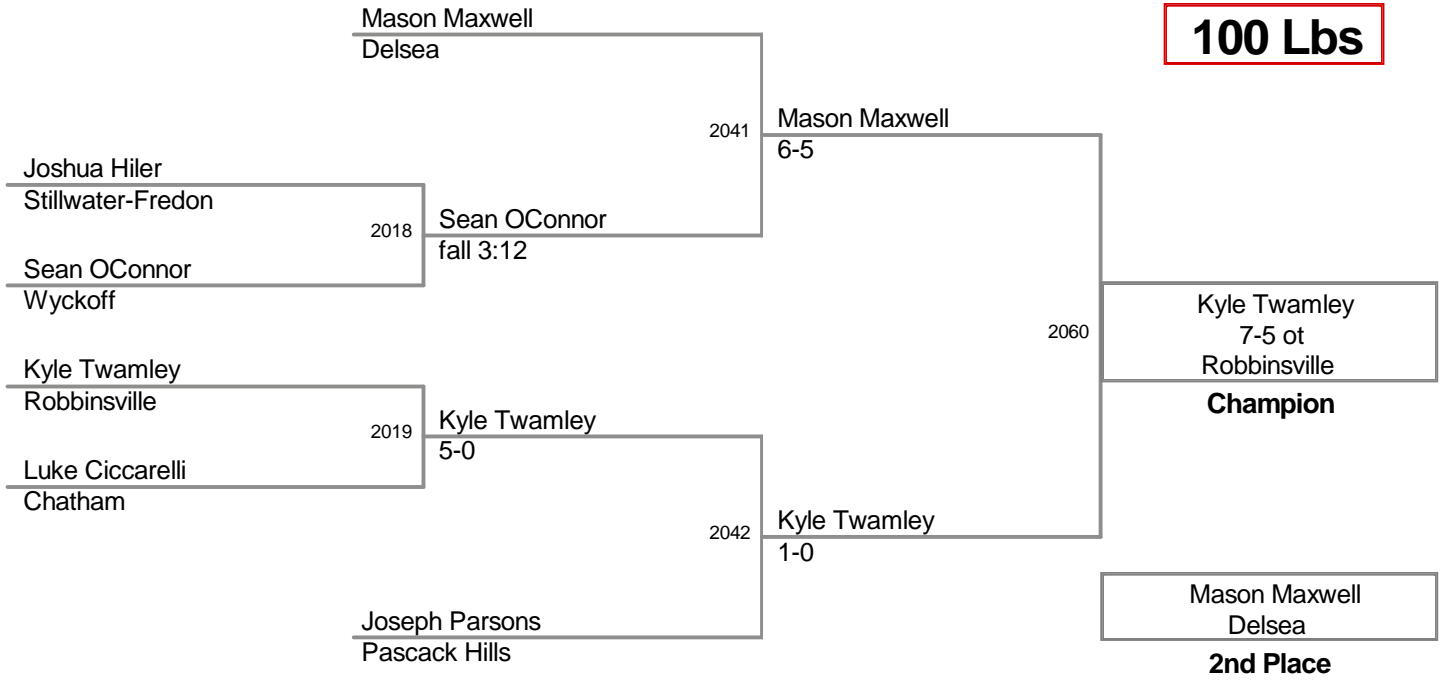 Mason Maxwell
Delsea
100 Lbs
2041
Mason Maxwell
6-5
Joshua Hiler
Stillwater-Fredon
2018
Sean OConnor
fall 3:12
Sean OConnor
Wyckoff
Kyle Twamley
7-5 ot
Robbinsville
Champion
2060
Kyle Twamley
Robbinsville
2019
Kyle Twamley
5-0
Luke Ciccarelli
Chatham
2042
Kyle Twamley
1-0
Joseph Parsons
Pascack Hills
Mason Maxwell
Delsea
2nd Place